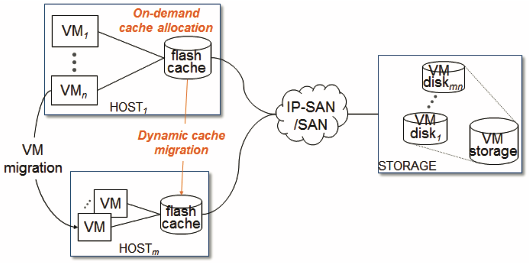 On-demand
cache allocation
VM1
VMn
flash
cache
HOST1
VM
migration
Dynamic cache
migration
VM
VM
flash
cache
HOSTm
IP-SAN
/SAN
VM
diskmn
VM
disk1
VM
storage
STORAGE